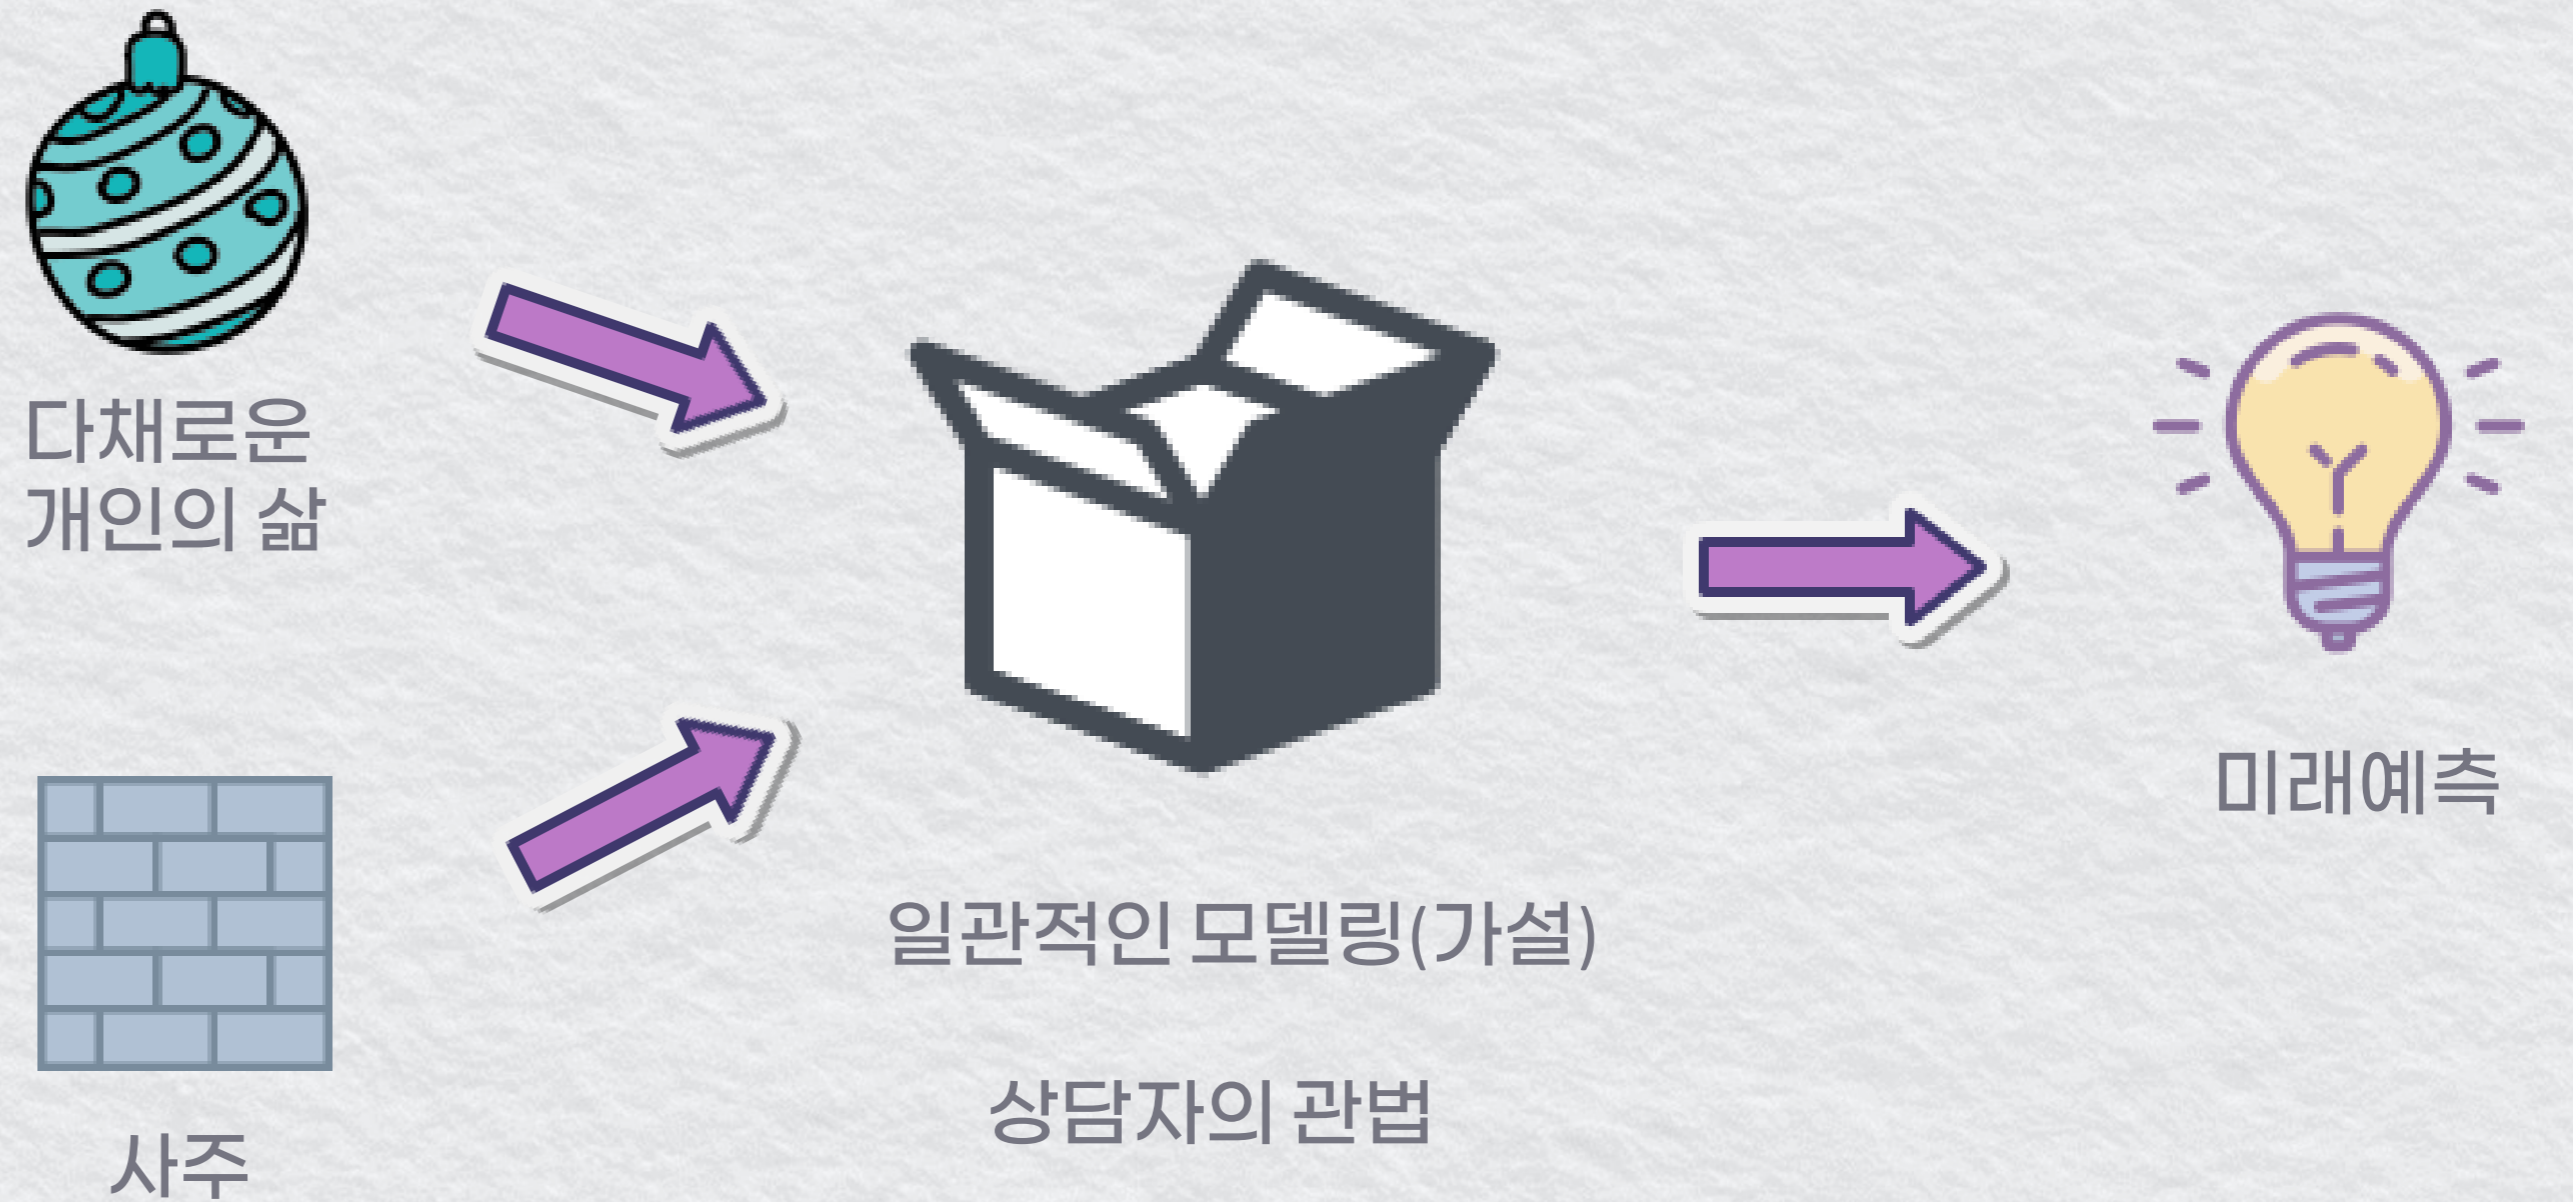 다채로운
개인의 삶
사주
일관적인 모델링(가설)
상담자의 관법
미래예측